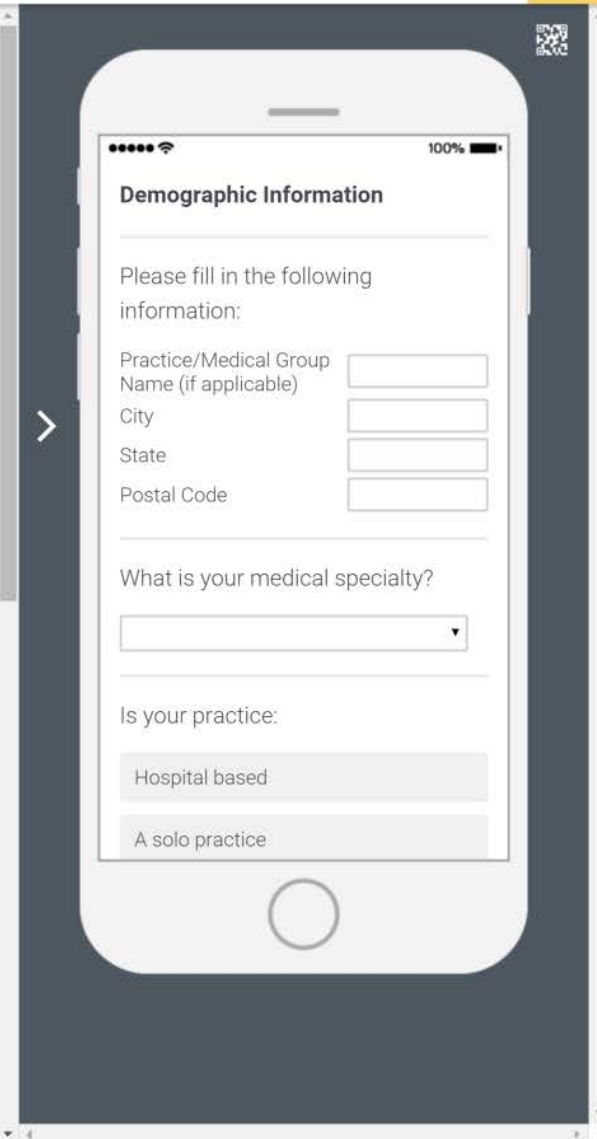 100%
Demographic Information
Please fill in the following
information:
Practice/Medical Group
Name (if applicable)
City
State
Postal Code
What is your medical specialty?
Is your practice:
Hospital based
A solo practice